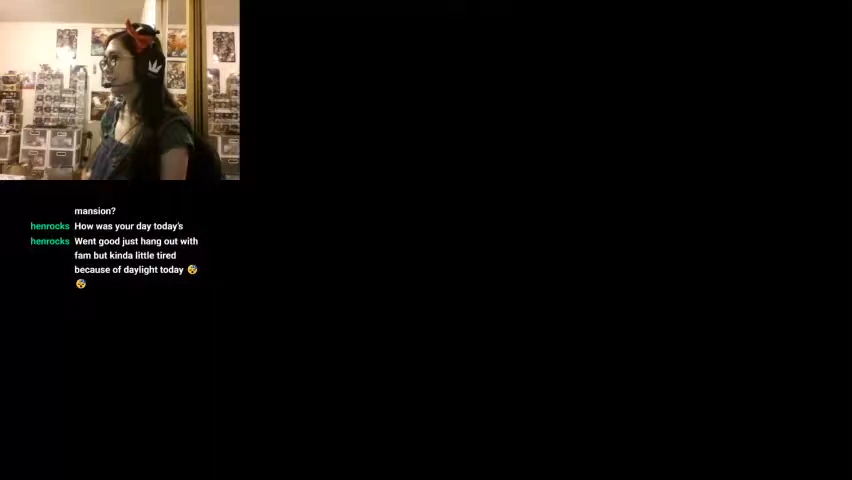 mansion?
henrocks How was your day today's
henrocks Went good just hang out with
fam but kinda little tired
because of daylight today 😴
😴